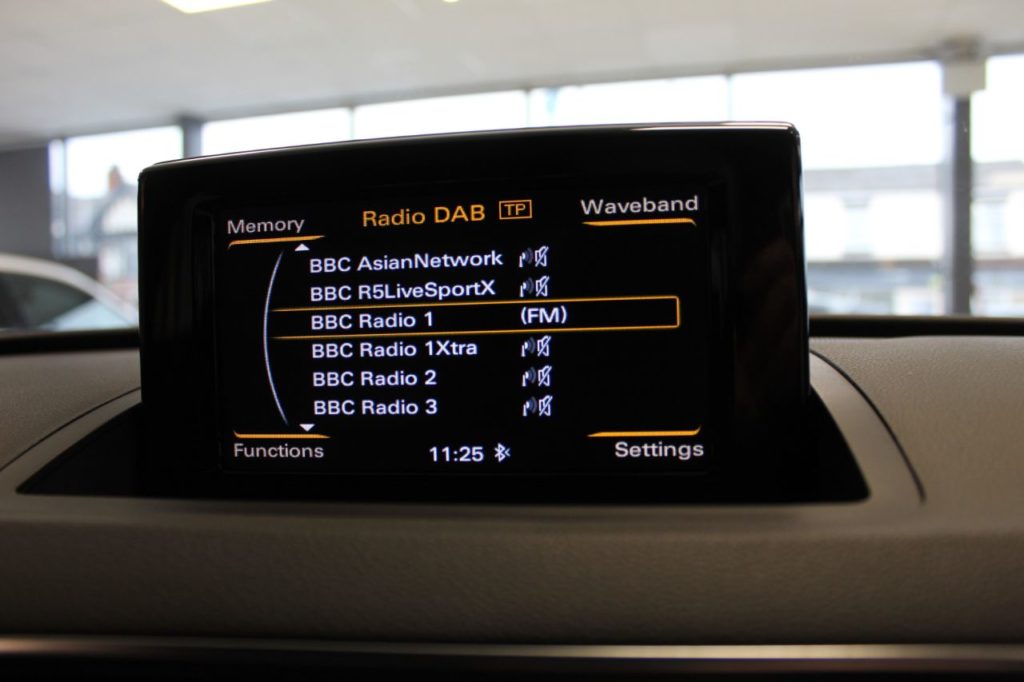 Memory
Radio DAB TP
Waveband
BBC AsianNetwork
BBC R5LiveSportX
BBC Radio 1 (FM)
BBC Radio 1Xtra
BBC Radio 2
BBC Radio 3
Functions
11:25
Settings